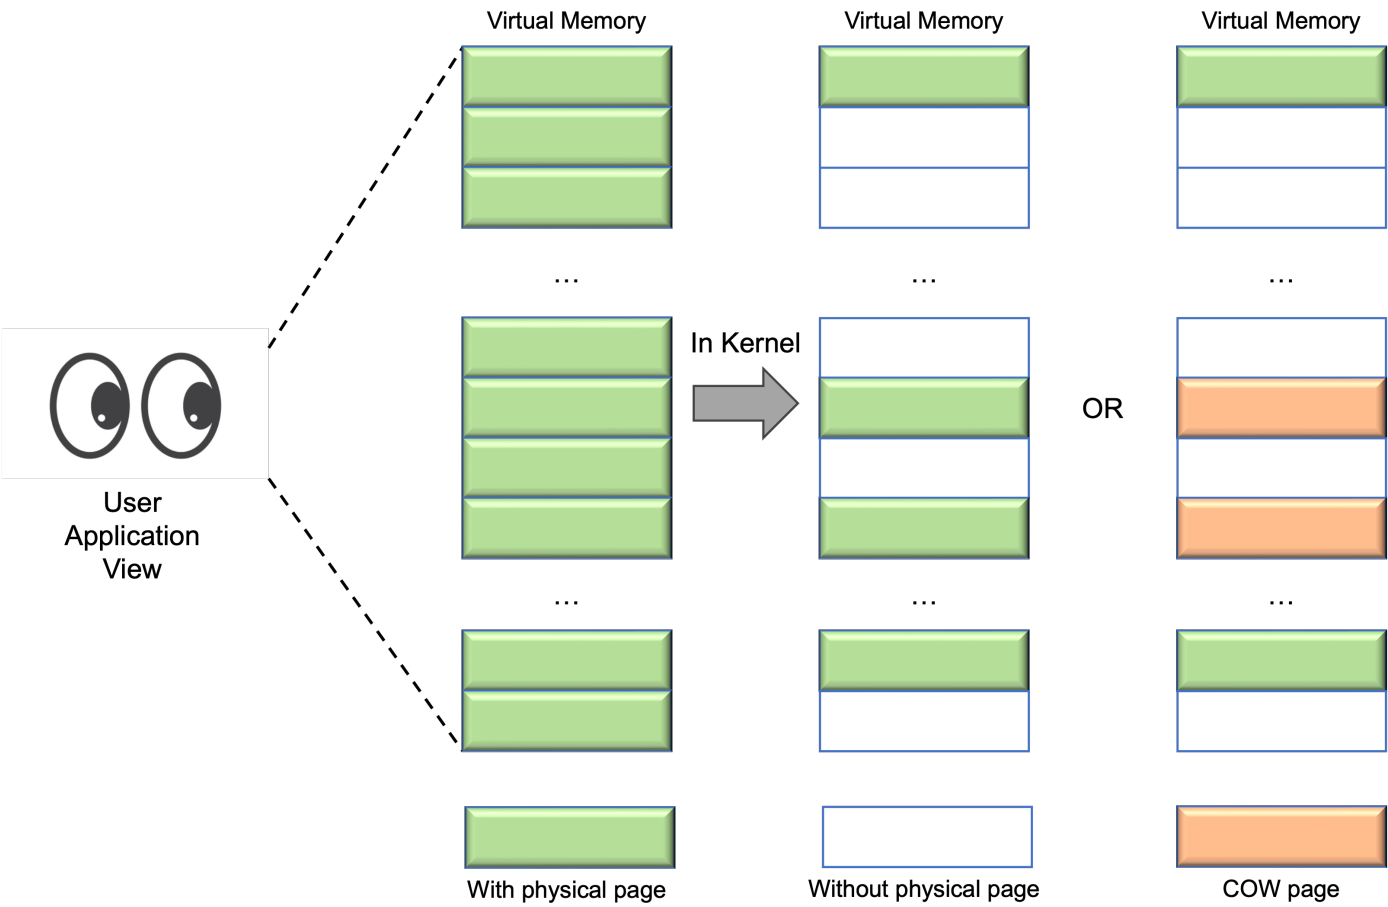 Virtual Memory
Virtual Memory
Virtual Memory
...
...
...
In Kernel
OR
User
Application
View
...
...
...
With physical page
Without physical page
COW page